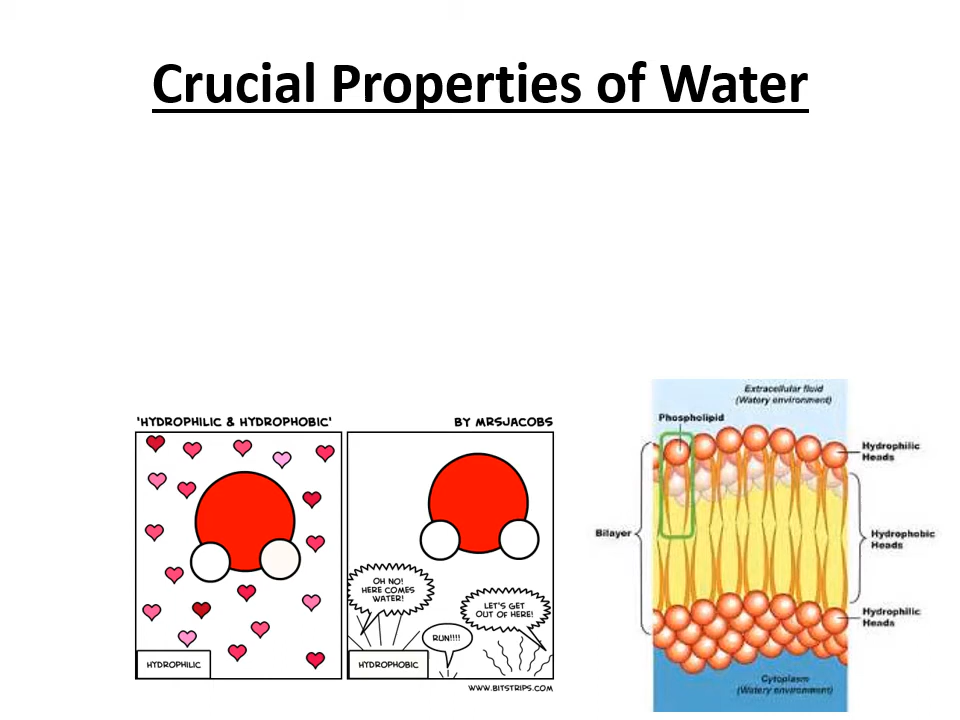 Crucial Properties of Water
'HYDROPHILIC & HYDROPHOBIC'
BY MRSJACOBS
OH NO!
HERE COMES
WATER!
LET'S GET
OUT OF HERE!
RUN!!!!
HYDROPHILIC
HYDROPHOBIC
WWW.BITSTRIPS.COM
Extracellular fluid
(Watery environment)
Phospholipid
Hydrophilic
Heads
Bilayer
Hydrophobic
Heads
Hydrophilic
Heads
Cytoplasm
(Watery environment)